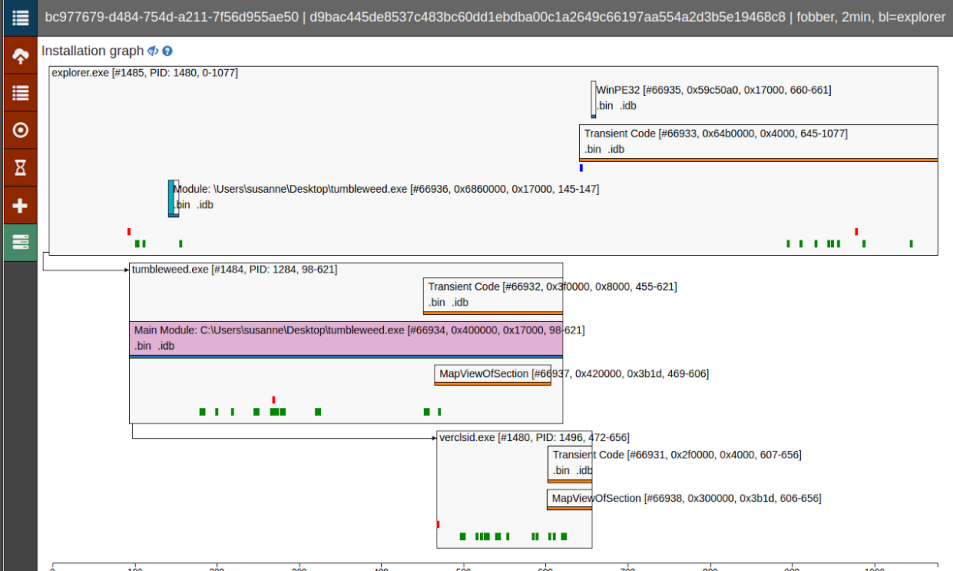 bc977679-d484-754d-a211-7f56d955ae50 | d9bac445de8537c483bc60dd1ebdba00c1a2649c66197aa554a2d3b5e19468c8 | fobber, 2min, bl=explorer
Installation graph
explorer.exe [#1485, PID: 1480, 0-1077]
WinPE32 [#66935, 0x59c50a0, 0x17000, 660-661]
.bin .idb
Transient Code [#66933, 0x64b0000, 0x4000, 645-1077]
.bin .idb
Module: \Users\susanne\Desktop\tumbleweed.exe [#66936, 0x6860000, 0x17000, 145-147]
.bin .idb
tumbleweed.exe [#1484, PID: 1284, 98-621]
Transient Code [#66932, 0x3f0000, 0x8000, 455-621]
.bin .idb
Main Module: C:\Users\susanne\Desktop\tumbleweed.exe [#66934, 0x400000, 0x17000, 98-621]
.bin .idb
MapViewOfSection [#66937, 0x420000, 0x3b1d, 469-606]
verclsid.exe [#1480, PID: 1496, 472-656]
Transient Code [#66931, 0x2f0000, 0x4000, 607-656]
.bin .idb
MapViewOfSection [#66938, 0x300000, 0x3b1d, 606-656]